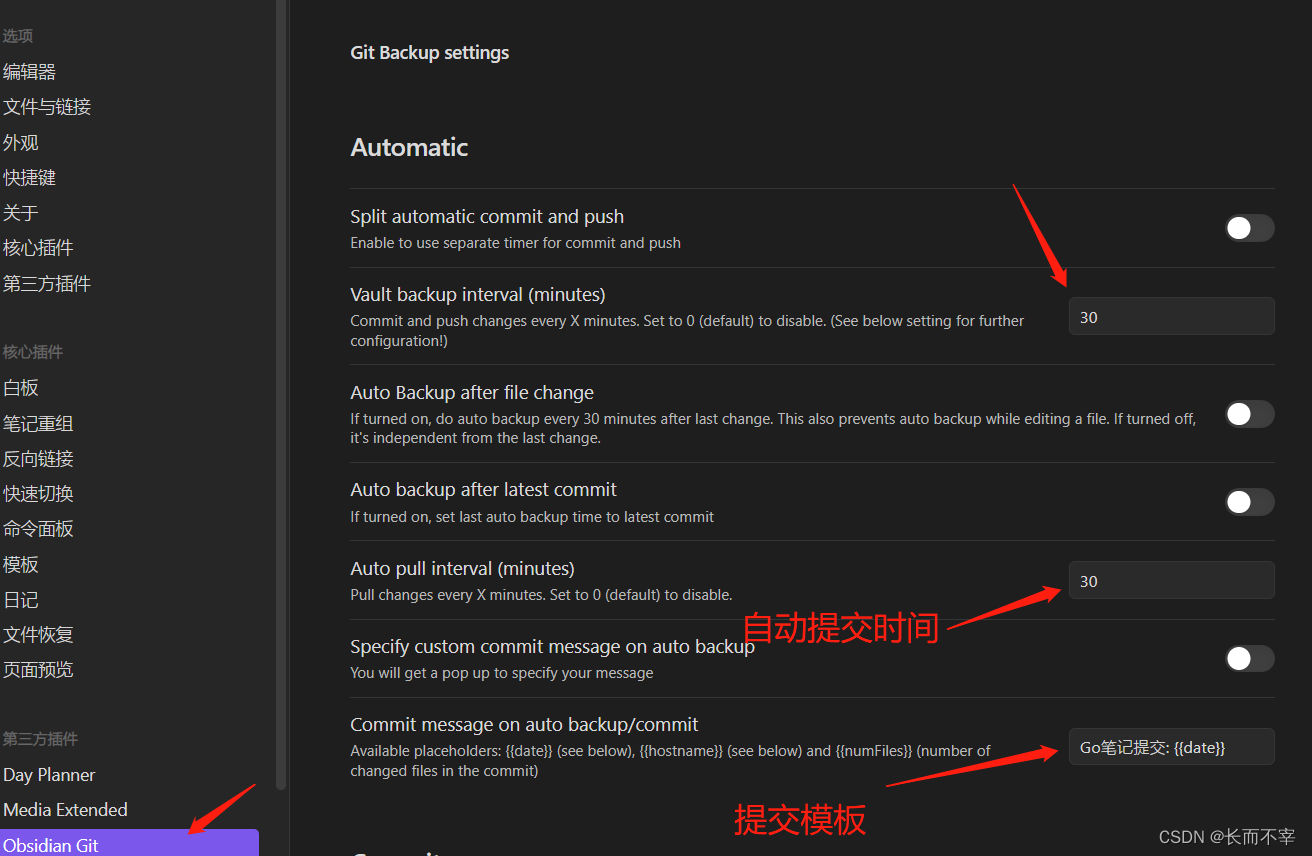 选项
编辑器
文件与链接
外观
快捷键
关于
核心插件
第三方插件
核心插件
白板
笔记重组
反向链接
快速切换
命令面板
模板
日记
文件恢复
页面预览
第三方插件
Day Planner
Media Extended
Obsidian Git
Git Backup settings
Automatic
Split automatic commit and push
Enable to use separate timer for commit and push
Vault backup interval (minutes)
Commit and push changes every X minutes. Set to 0 (default) to disable. (See below setting for further
configuration!)
30
Auto Backup after file change
If turned on, do auto backup every 30 minutes after last change. This also prevents auto backup while editing a file. If turned off,
it's independent from the last change.
Auto backup after latest commit
If turned on, set last auto backup time to latest commit
Auto pull interval (minutes)
Pull changes every X minutes. Set to 0 (default) to disable.
30
自动提交时间
Specify custom commit message on auto backup
You will get a pop up to specify your message
Commit message on auto backup/commit
Available placeholders: {{date}} (see below), {{hostname}} (see below) and {{numFiles}} (number of
changed files in the commit)
Go笔记提交: {{date}}
提交模板
CSDN @长而不宰